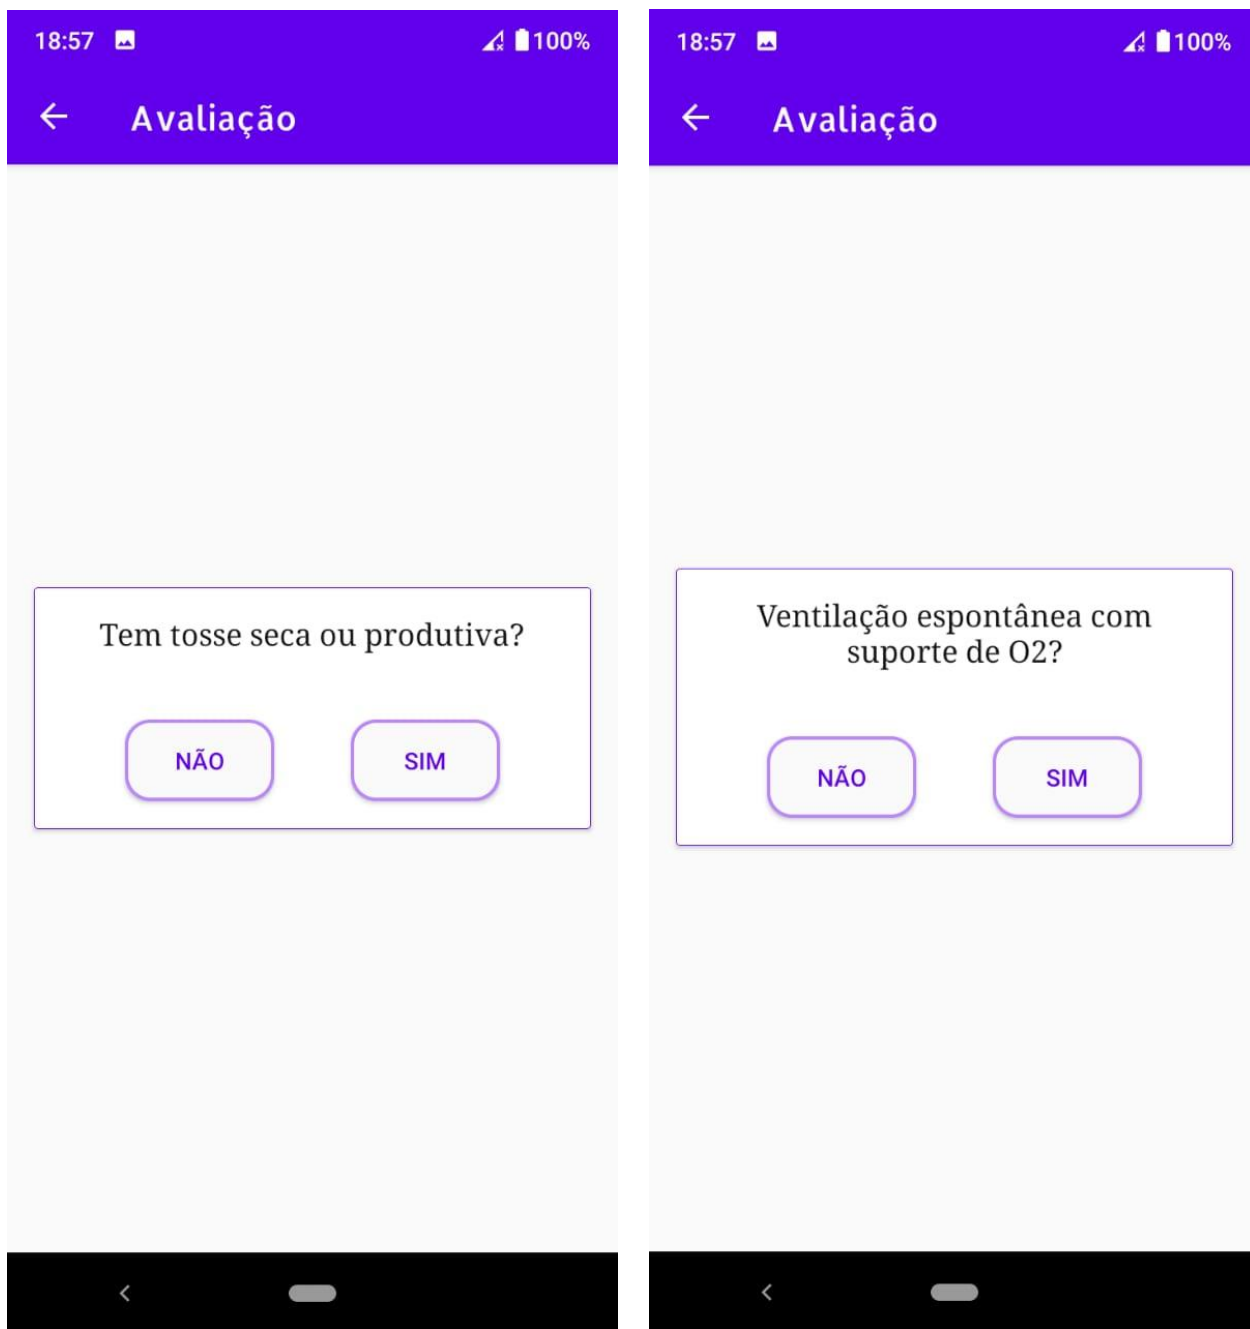 18:57
100%
Avaliação
Tem tosse seca ou produtiva?
NÃO
SIM
18:57
100%
Avaliação
Ventilação espontânea com
suporte de O2?
NÃO
SIM